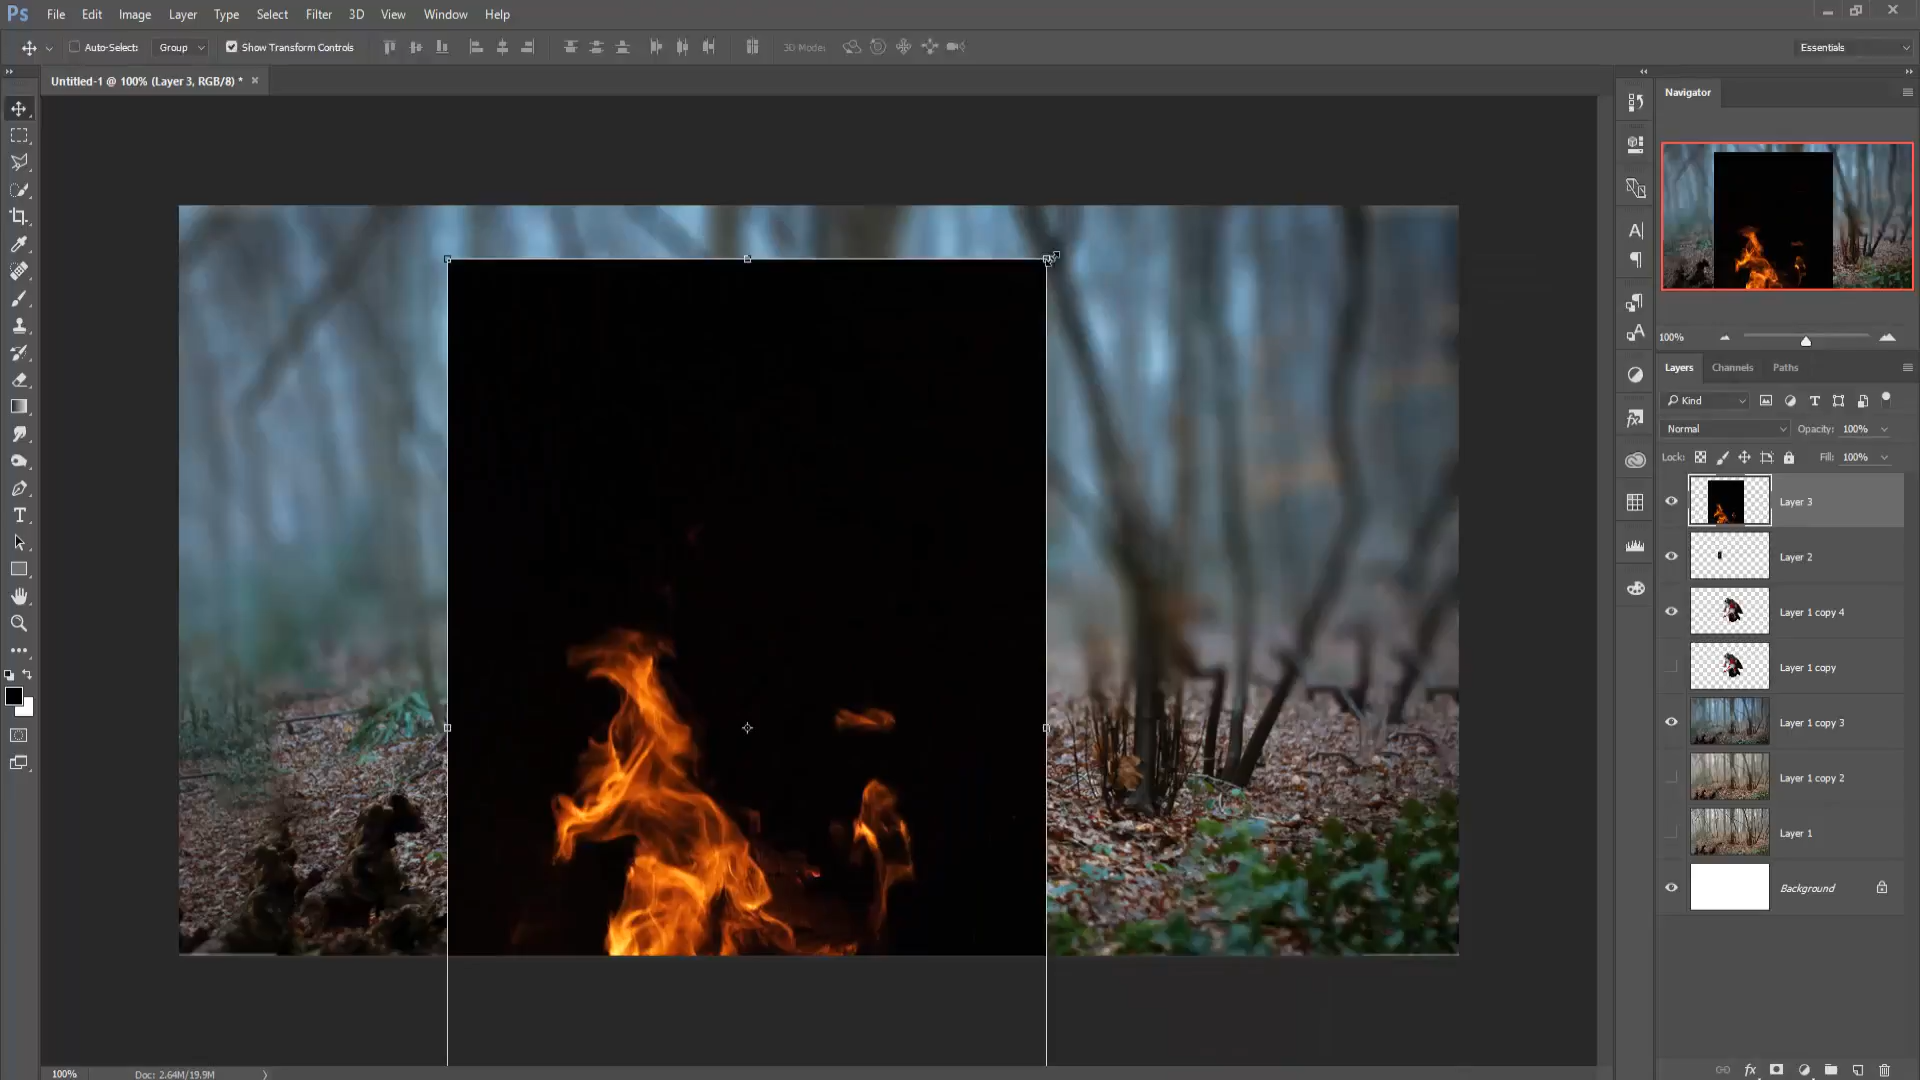 Ps File Edit Image Layer Type Select Filter 3D View Window Help
Auto-Select: Group Show Transform Controls 3D Mode: Essentials
Untitled-1 @ 100% (Layer 3, RGB/8) *
Navigator
100%
Layers Channels Paths
Kind
Normal Opacity: 100%
Lock: Fill: 100%
Layer 3
Layer 2
Layer 1 copy 4
Layer 1 copy
Layer 1 copy 3
Layer 1 copy 2
Layer 1
Background
100% Doc: 2.64M/19.9M